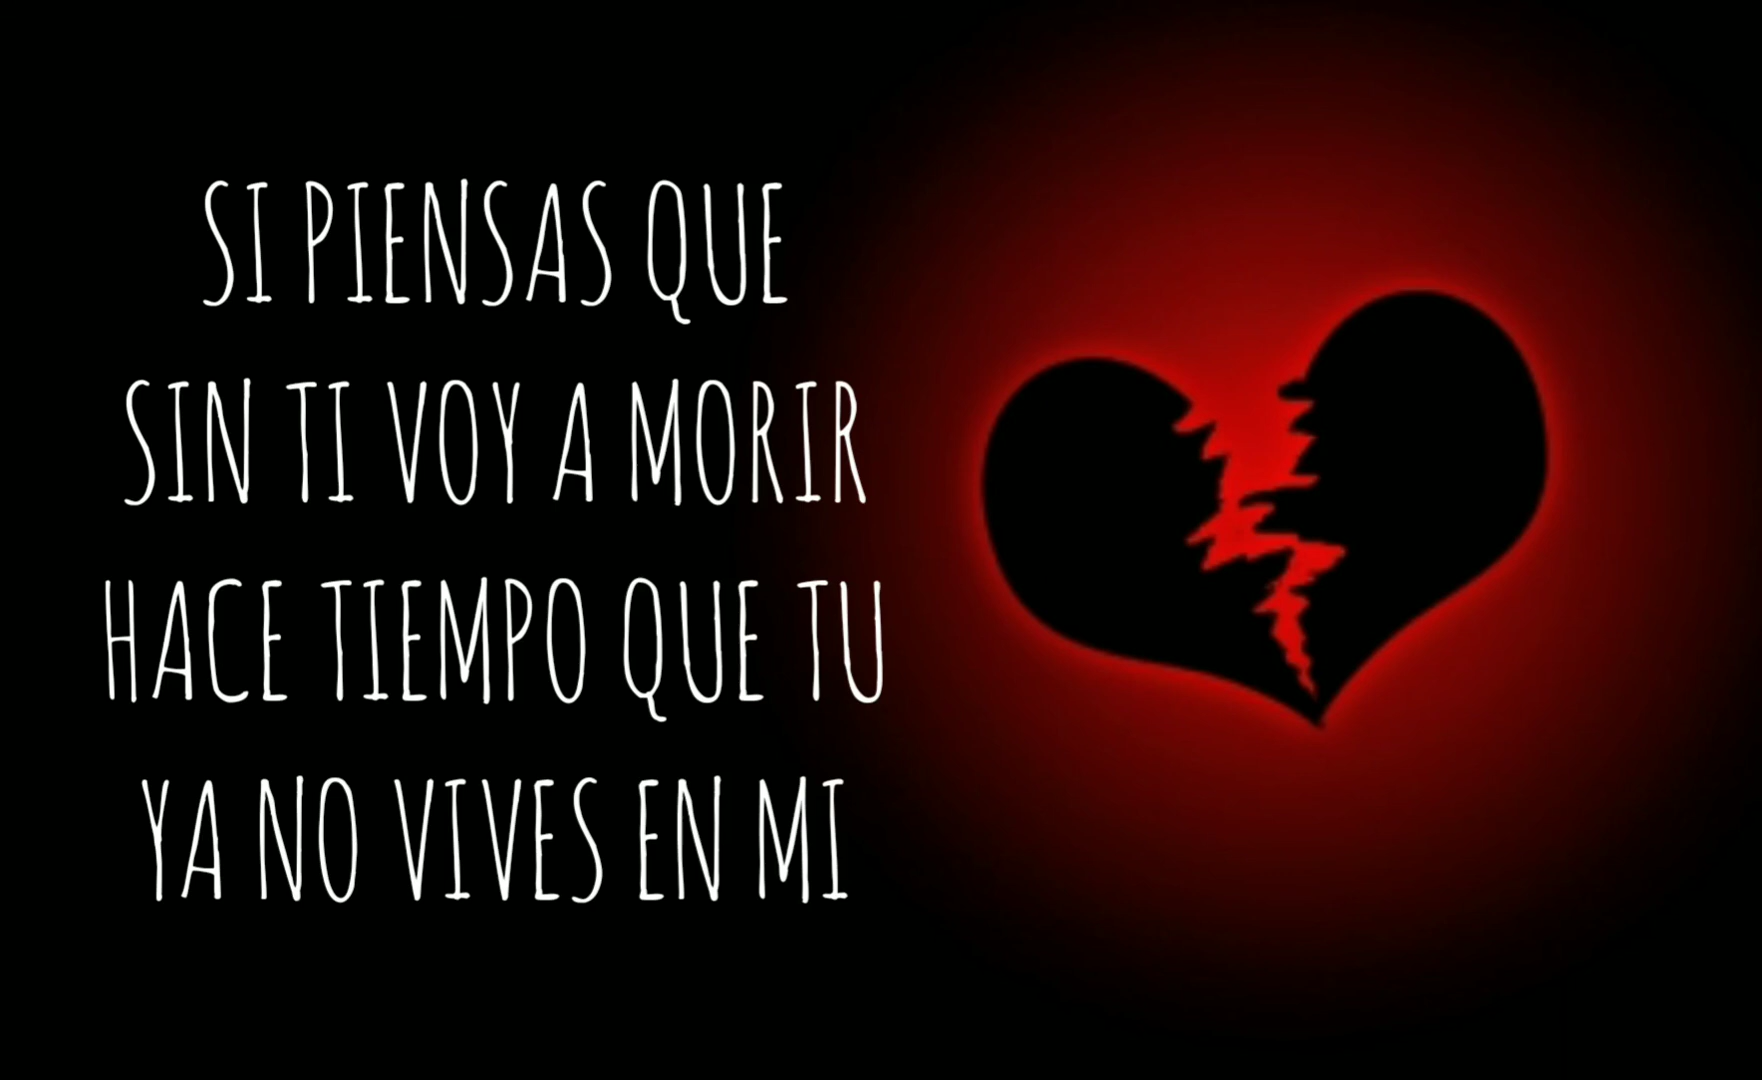 SI PIENSAS QUE
SIN TI VOY A MORIR
HACE TIEMPO QUE TU
YA NO VIVES EN MI